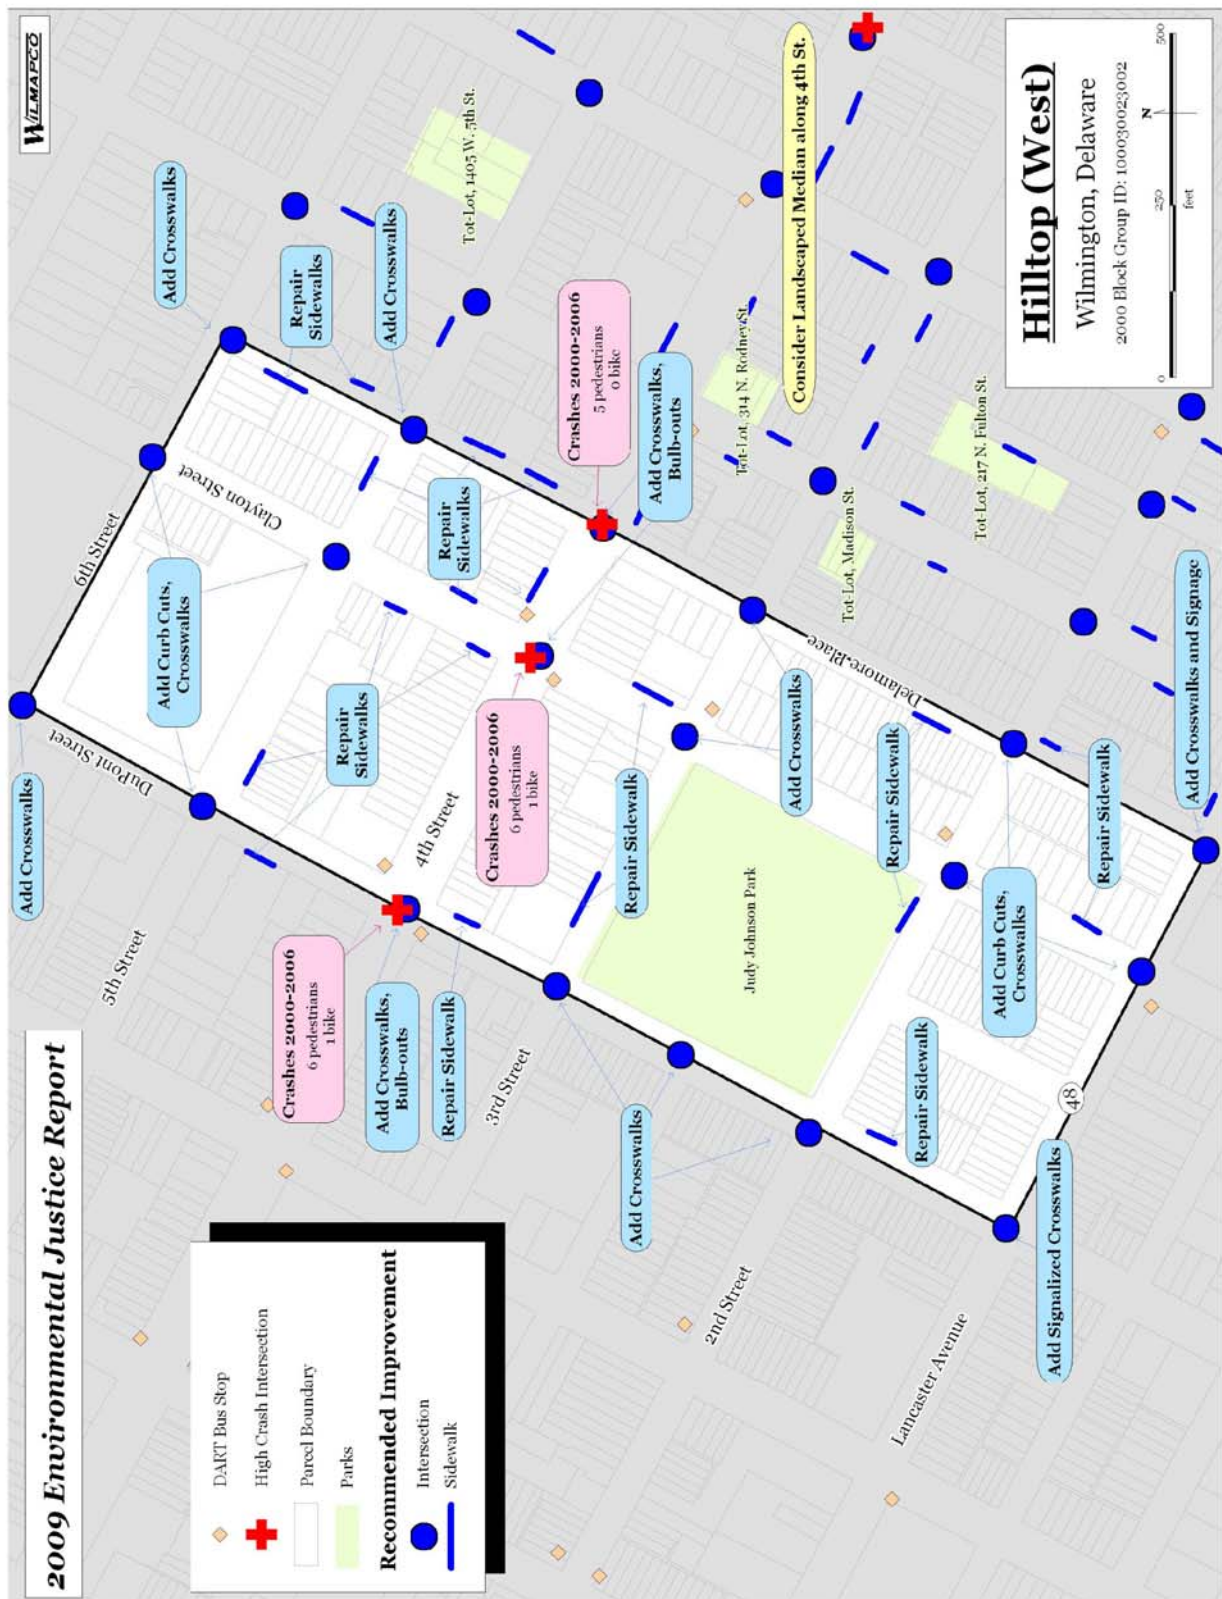 2009 Environmental Justice Report
WILMAPCO
DART Bus Stop
High Crash Intersection
Parcel Boundary
Parks
Recommended Improvement
Intersection
Sidewalk
Add Crosswalks
DuPont Street
6th Street
Clayton Street
Add Crosswalks
Add Curb Cuts,
Crosswalks
Repair
Sidewalks
Add Crosswalks
Tot-Lot, 1405 W. 5th St.
5th Street
Repair
Sidewalks
Repair
Sidewalks
Crashes 2000-2006
6 pedestrians
1 bike
Add Crosswalks,
Bulb-outs
Repair Sidewalk
4th Street
Crashes 2000-2006
6 pedestrians
1 bike
Crashes 2000-2006
5 pedestrians
0 bike
Add Crosswalks,
Bulb-outs
3rd Street
Repair Sidewalk
Tot-Lot, 314 N. Rodney St.
Consider Landscaped Median along 4th St.
Add Crosswalks
Judy Johnson Park
Add Crosswalks
Delamore Place
Tot-Lot, Madison St.
2nd Street
Repair Sidewalk
Repair Sidewalk
Tot-Lot, 217 N. Fulton St.
Lancaster Avenue
Add Signalized Crosswalks
48
Add Curb Cuts,
Crosswalks
Repair Sidewalk
Add Crosswalks and Signage
Hilltop (West)
Wilmington, Delaware
2000 Block Group ID: 100030023002
N
0
250
500
feet